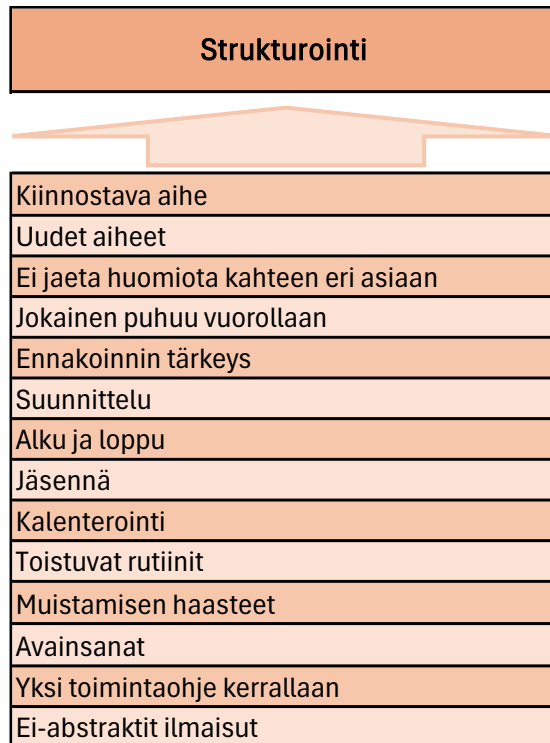 Strukturointi
Kiinnostava aihe
Uudet aiheet
Ei jaeta huomiota kahteen eri asiaan
Jokainen puhuu vuorollaan
Ennakoinnin tärkeys
Suunnittelu
Alku ja loppu
Jäsennä
Kalenterointi
Toistuvat rutiinit
Muistamisen haasteet
Avainsanat
Yksi toimintaohje kerrallaan
Ei-abstraktit ilmaisut